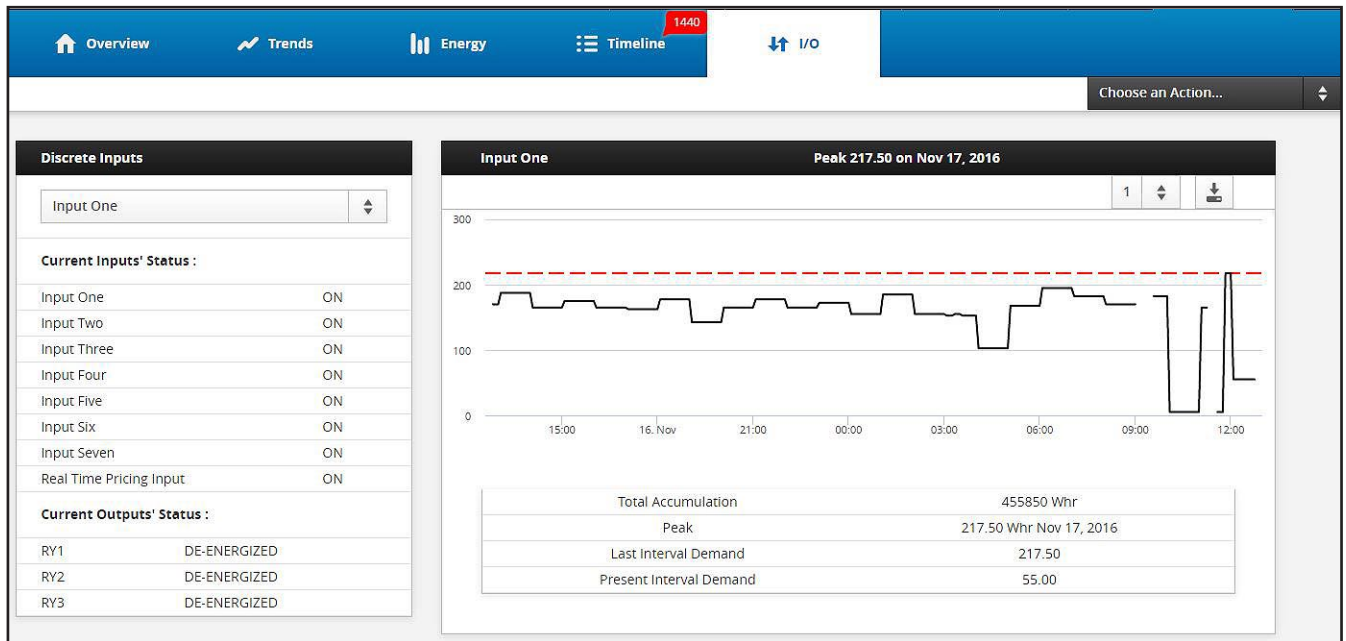 Overview Trends Energy Timeline 1440 I/O
Choose an Action...
Discrete Inputs
Input One
Current Inputs' Status :
Input One ON
Input Two ON
Input Three ON
Input Four ON
Input Five ON
Input Six ON
Input Seven ON
Real Time Pricing Input ON
Current Outputs' Status :
RY1 DE-ENERGIZED
RY2 DE-ENERGIZED
RY3 DE-ENERGIZED
Input One Peak 217.50 on Nov 17, 2016
1
300
200
100
0
15:00 16. Nov 21:00 00:00 03:00 06:00 09:00 12:00
Total Accumulation 455850 Whr
Peak 217.50 Whr Nov 17, 2016
Last Interval Demand 217.50
Present Interval Demand 55.00